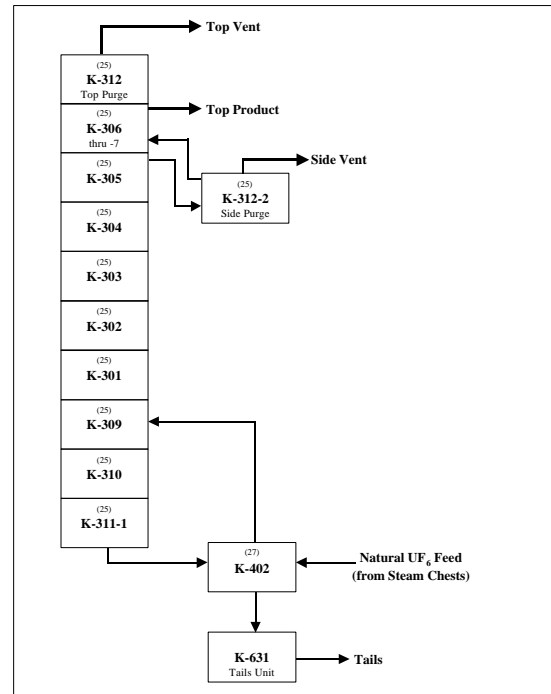 Top Vent
(25)
K-312
Top Purge
Top Product
(25)
K-306
thru -7
Side Vent
(25)
K-305
(25)
K-312-2
Side Purge
(25)
K-304
(25)
K-303
(25)
K-302
(25)
K-301
(25)
K-309
(25)
K-310
(25)
K-311-1
(27)
K-402
Natural UF₆ Feed
(from Steam Chests)
K-631
Tails Unit
Tails